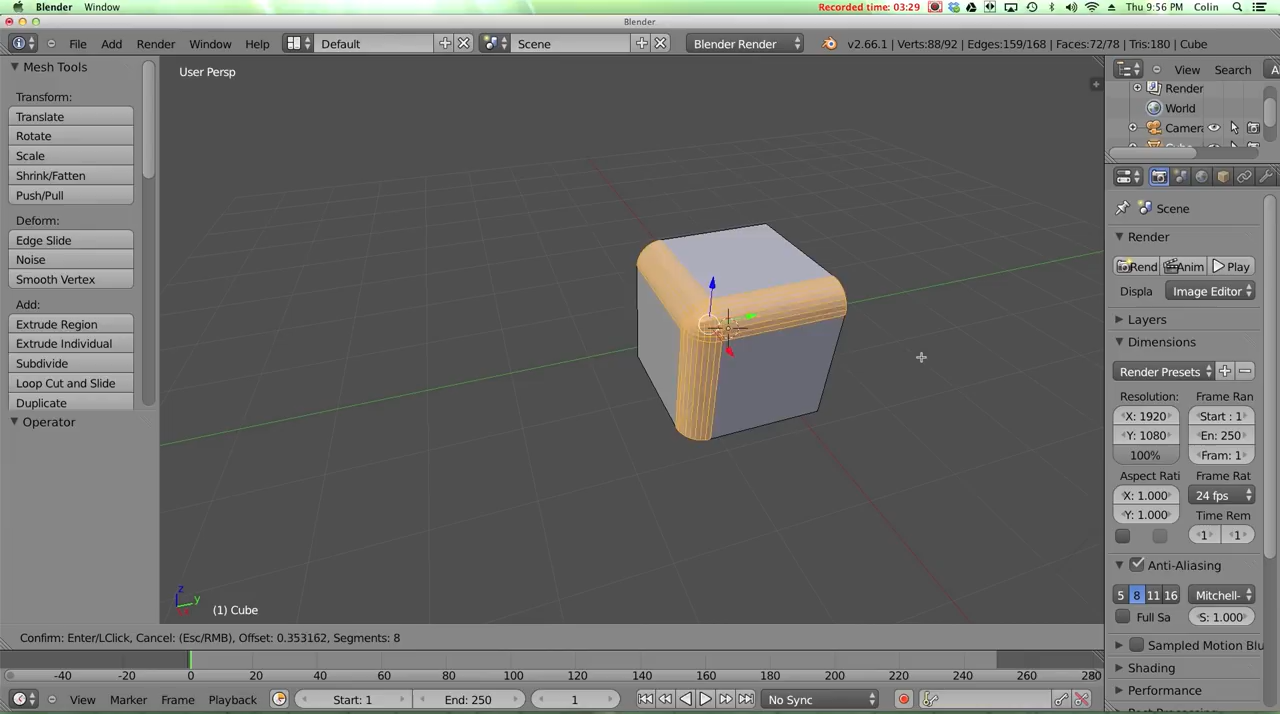 Blender Window Recorded time: 03:29 Thu 9:56 PM Colin
Blender
File Add Render Window Help Default Scene Blender Render v2.66.1 | Verts:88/92 | Edges:159/168 | Faces:72/78 | Tris:180 | Cube
Mesh Tools
Transform:
Translate
Rotate
Scale
Shrink/Fatten
Push/Pull
Deform:
Edge Slide
Noise
Smooth Vertex
Add:
Extrude Region
Extrude Individual
Subdivide
Loop Cut and Slide
Duplicate
Operator
User Persp
z
y
(1) Cube
View Search A
Render
World
Camera
Scene
Render
Rend Anim Play
Displa Image Editor
Layers
Dimensions
Render Presets
Resolution: Frame Ran
X: 1920 Start : 1
Y: 1080 En: 250
100% Fram: 1
Aspect Rati Frame Rat
X: 1.000 24 fps
Y: 1.000 Time Rem
1 1
Anti-Aliasing
5 8 11 16 Mitchell-
Full Sa S: 1.000
Sampled Motion Blu
Shading
Performance
Confirm: Enter/LClick, Cancel: (Esc/RMB), Offset: 0.353162, Segments: 8
-40 -20 0 20 40 60 80 100 120 140 160 180 200 220 240 260 280
View Marker Frame Playback Start: 1 End: 250 1 No Sync